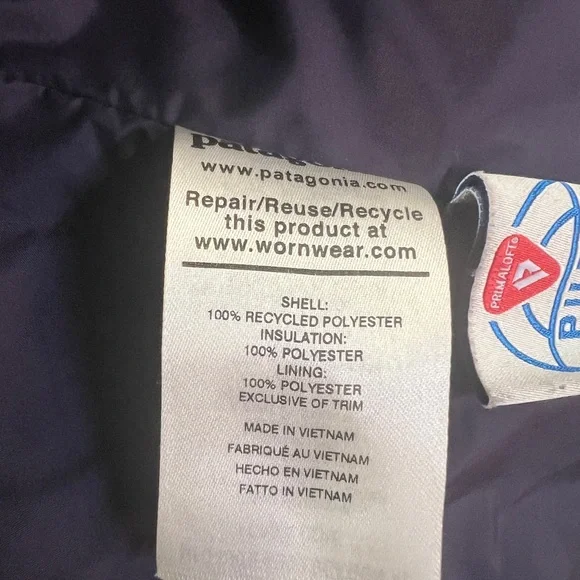 patagonia
www.patagonia.com
Repair/Reuse/Recycle
this product at
www.wornwear.com
SHELL:
100% RECYCLED POLYESTER
INSULATION:
100% POLYESTER
LINING:
100% POLYESTER
EXCLUSIVE OF TRIM
MADE IN VIETNAM
FABRIQUÉ AU VIETNAM
HECHO EN VIETNAM
FATTO IN VIETNAM
PRIMALOFT®